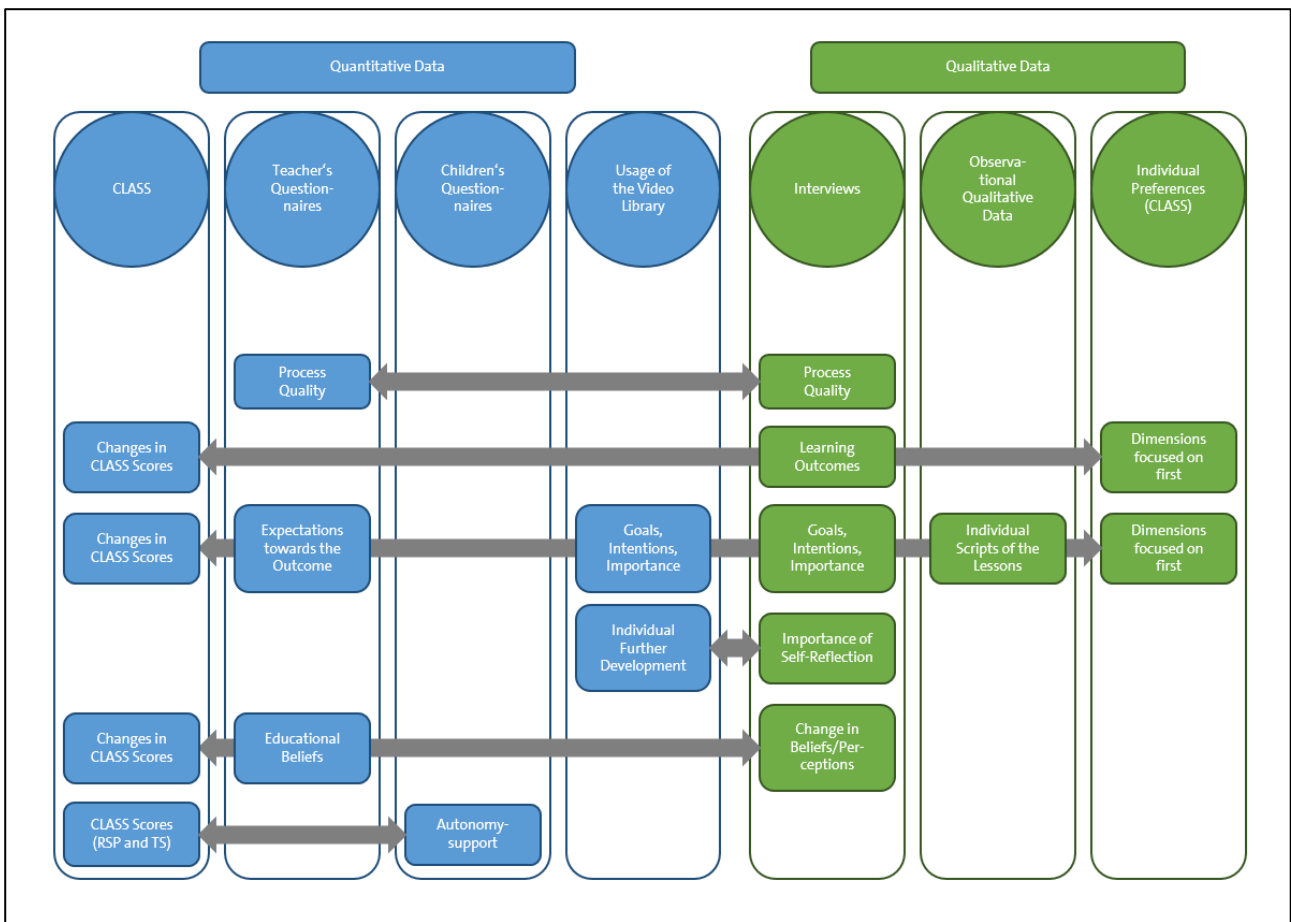 Quantitative Data
Qualitative Data
CLASS
Teacher‘s
Question-
naires
Children‘s
Question-
naires
Usage of
the Video
Library
Interviews
Observa-
tional
Qualitative
Data
Individual
Preferences
(CLASS)
Process
Quality
Process
Quality
Changes in
CLASS Scores
Learning
Outcomes
Dimensions
focused on
first
Changes in
CLASS Scores
Expectations
towards the
Outcome
Goals,
Intentions,
Importance
Goals,
Intentions,
Importance
Individual
Scripts of the
Lessons
Dimensions
focused on
first
Individual
Further
Development
Importance of
Self-Reflection
Changes in
CLASS Scores
Educational
Beliefs
Change in
Beliefs/Per-
ceptions
CLASS Scores
(RSP and TS)
Autonomy-
support